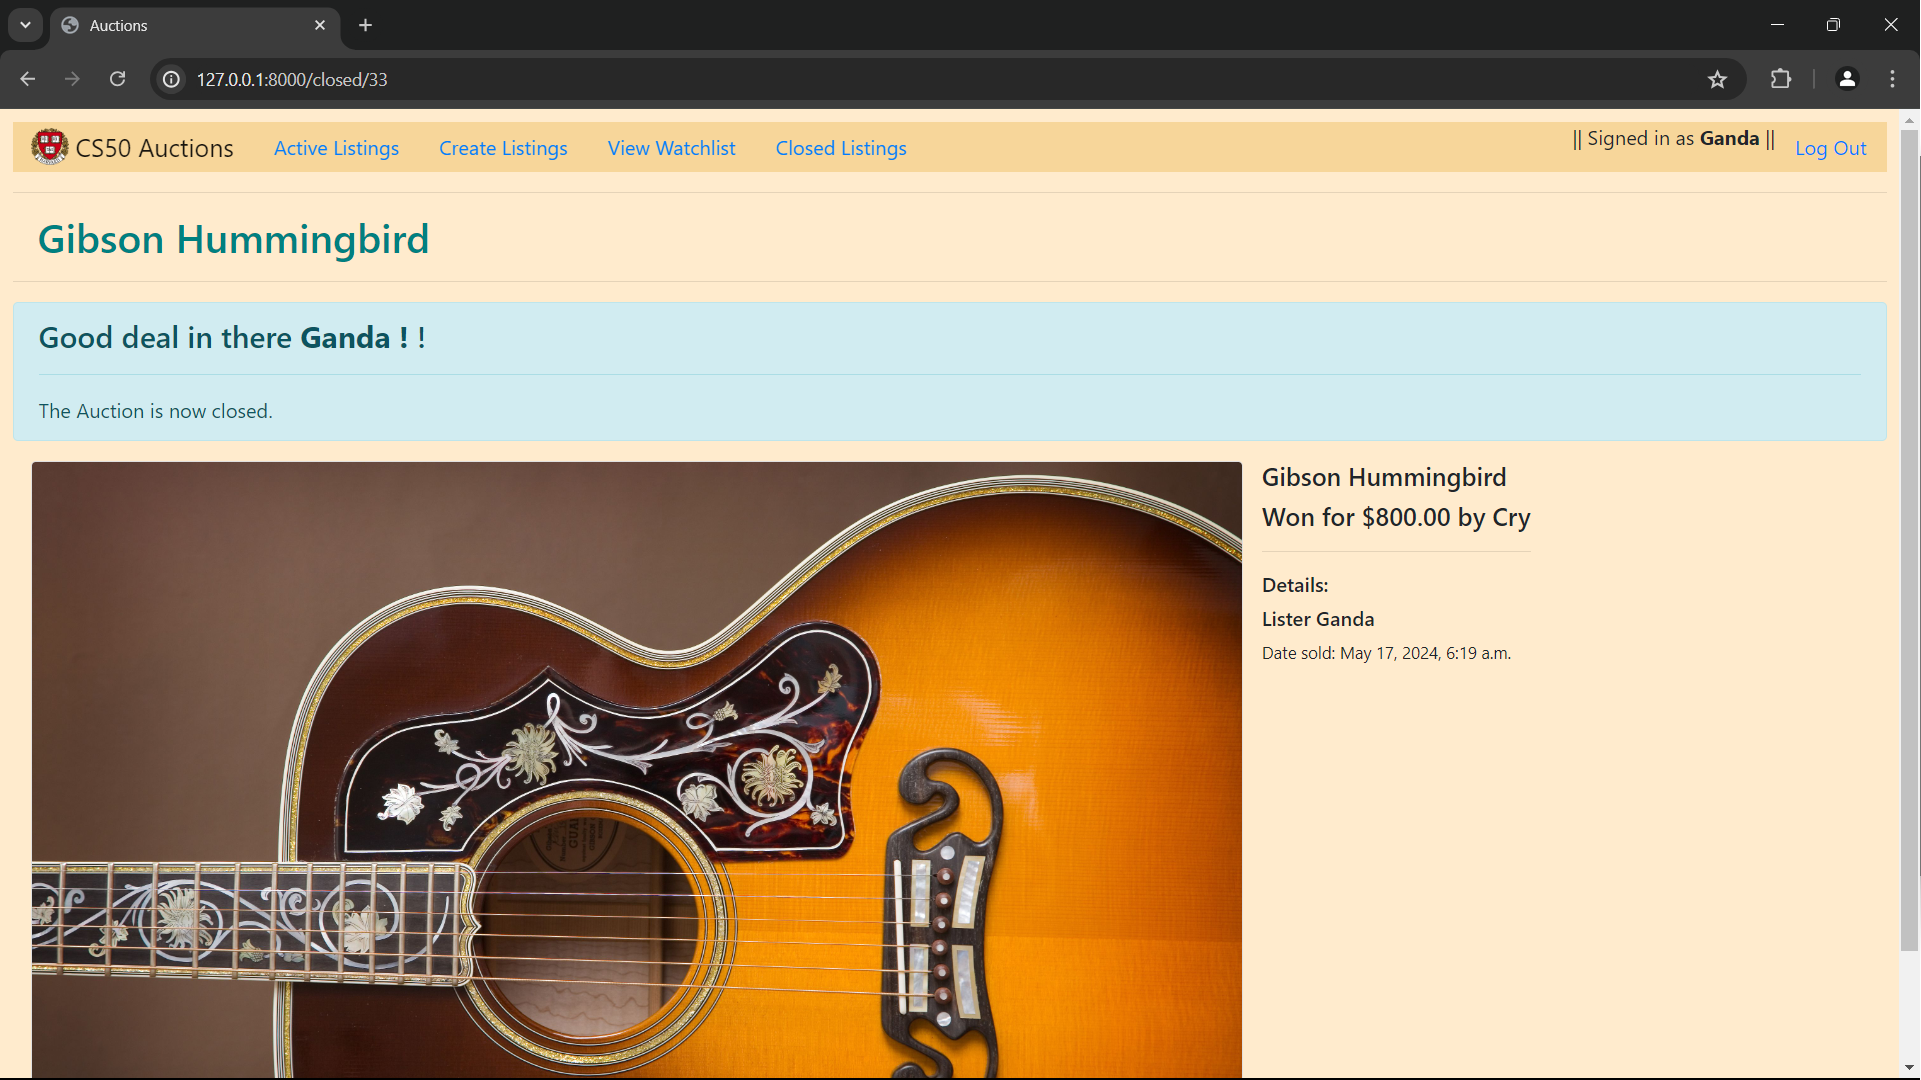 Auctions
127.0.0.1:8000/closed/33
CS50 Auctions Active Listings Create Listings View Watchlist Closed Listings || Signed in as Ganda || Log Out
Gibson Hummingbird
Good deal in there Ganda ! !
The Auction is now closed.
Gibson Hummingbird
Won for $800.00 by Cry
Details:
Lister Ganda
Date sold: May 17, 2024, 6:19 a.m.